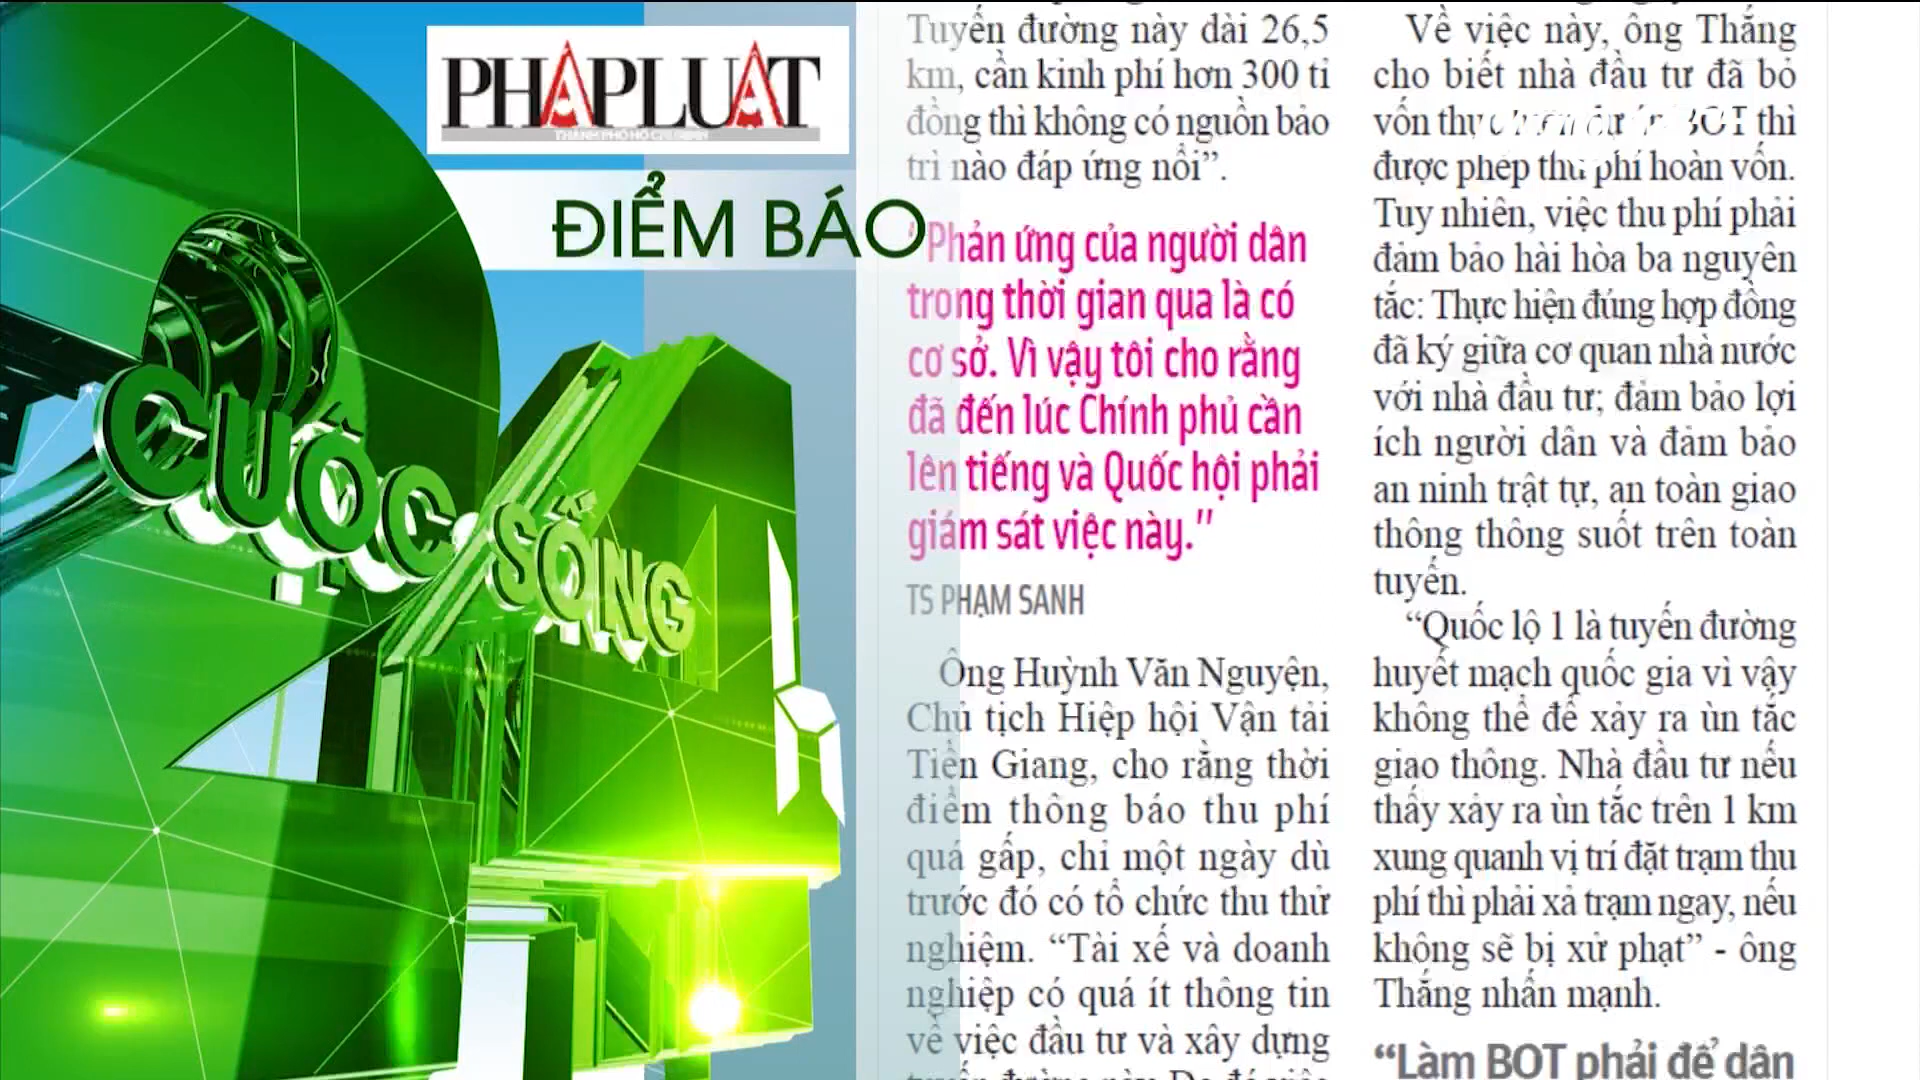 PHÁPLUẬT
THÀNH PHỐ HỒ CHÍ MINH
ĐIỂM BÁO
24h
CUỘC SỐNG
Tuyến đường này dài 26,5
km, cần kinh phí hơn 300 tỉ
đồng thì không có nguồn bảo
trì nào đáp ứng nổi”.
“Phản ứng của người dân
trong thời gian qua là có
cơ sở. Vì vậy tôi cho rằng
đã đến lúc Chính phủ cần
lên tiếng và Quốc hội phải
giám sát việc này.”
TS PHẠM SANH
Ông Huỳnh Văn Nguyện,
Chủ tịch Hiệp hội Vận tải
Tiền Giang, cho rằng thời
điểm thông báo thu phí
quá gấp, chỉ một ngày dù
trước đó có tổ chức thu thử
nghiệm. “Tài xế và doanh
nghiệp có quá ít thông tin
về việc đầu tư và xây dựng
Về việc này, ông Thắng
cho biết nhà đầu tư đã bỏ
vốn BOT thì
được phép thu phí hoàn vốn.
Tuy nhiên, việc thu phí phải
đảm bảo hài hòa ba nguyên
tắc: Thực hiện đúng hợp đồng
đã ký giữa cơ quan nhà nước
với nhà đầu tư; đảm bảo lợi
ích người dân và đảm bảo
an ninh trật tự, an toàn giao
thông thông suốt trên toàn
tuyến.
“Quốc lộ 1 là tuyến đường
huyết mạch quốc gia vì vậy
không thể để xảy ra ùn tắc
giao thông. Nhà đầu tư nếu
thấy xảy ra ùn tắc trên 1 km
xung quanh vị trí đặt trạm thu
phí thì phải xả trạm ngay, nếu
không sẽ bị xử phạt” - ông
Thắng nhấn mạnh.
“Làm BOT phải để dân